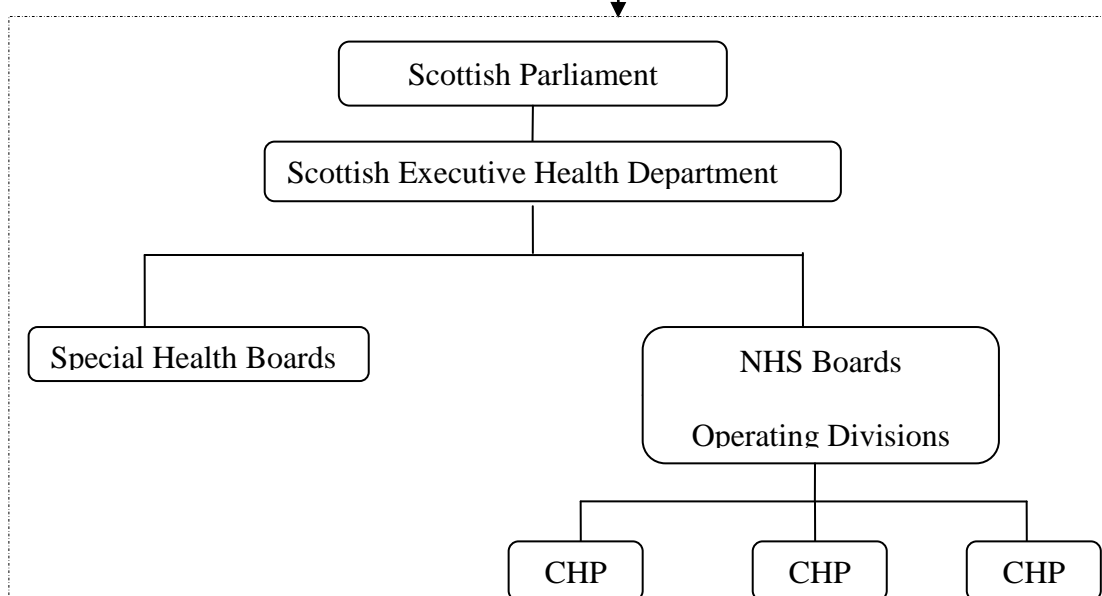 Scottish Parliament
Scottish Executive Health Department
Special Health Boards
NHS Boards
Operating Divisions
CHP
CHP
CHP